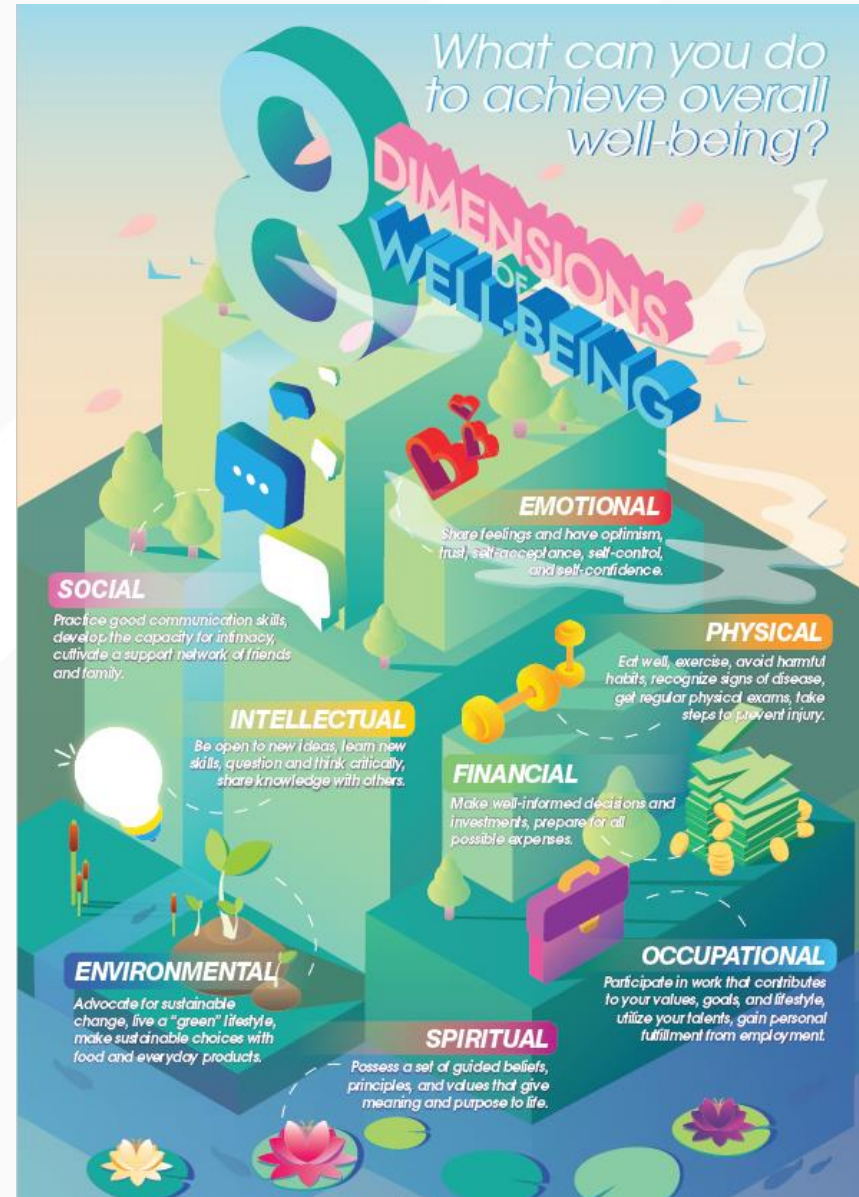 What can you do
to achieve overall
well-being?
8
DIMENSIONS
OF
WELL-BEING
EMOTIONAL
Share feelings and have optimism,
trust, self-acceptance, self-control,
and self-confidence.
SOCIAL
Practice good communication skills,
develop the capacity for intimacy,
cultivate a support network of friends
and family.
PHYSICAL
Eat well, exercise, avoid harmful
habits, recognize signs of disease,
get regular physical exams, take
steps to prevent injury.
INTELLECTUAL
Be open to new ideas, learn new
skills, question and think critically,
share knowledge with others.
FINANCIAL
Make well-informed decisions and
investments, prepare for all
possible expenses.
OCCUPATIONAL
Participate in work that contributes
to your values, goals, and lifestyle,
utilize your talents, gain personal
fulfillment from employment.
ENVIRONMENTAL
Advocate for sustainable
change, live a "green" lifestyle,
make sustainable choices with
food and everyday products.
SPIRITUAL
Possess a set of guided beliefs,
principles, and values that give
meaning and purpose to life.